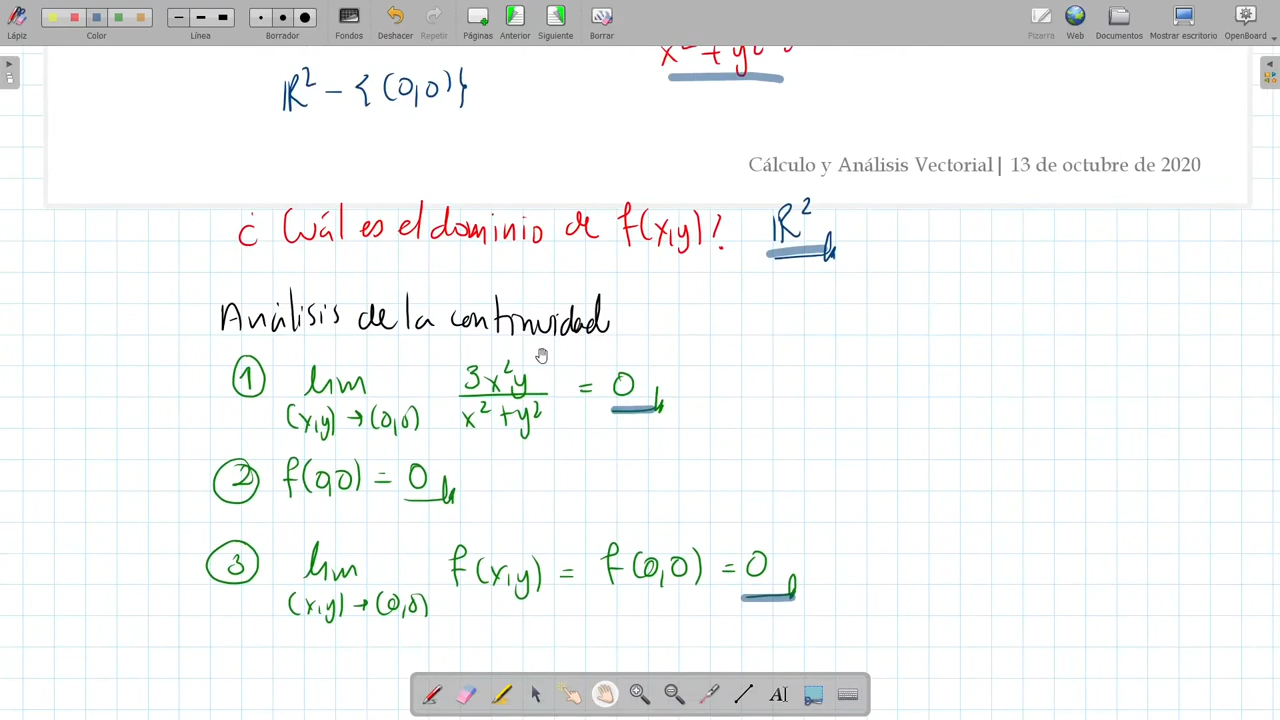 Lápiz Color Línea Borrador Fondos Deshacer Repetir Páginas Anterior Siguiente Borrar Pizarra Web Documentos Mostrar escritorio OpenBoard
x² + y²
ℝ² - {(0,0)}
Cálculo y Análisis Vectorial| 13 de octubre de 2020
¿ Cuál es el dominio de f(x,y)? ℝ²
Análisis de la continuidad
① lim (x,y)→(0,0) 3x²y / x² + y² = 0
② f(0,0) = 0
③ lim (x,y)→(0,0) f(x,y) = f(0,0) = 0